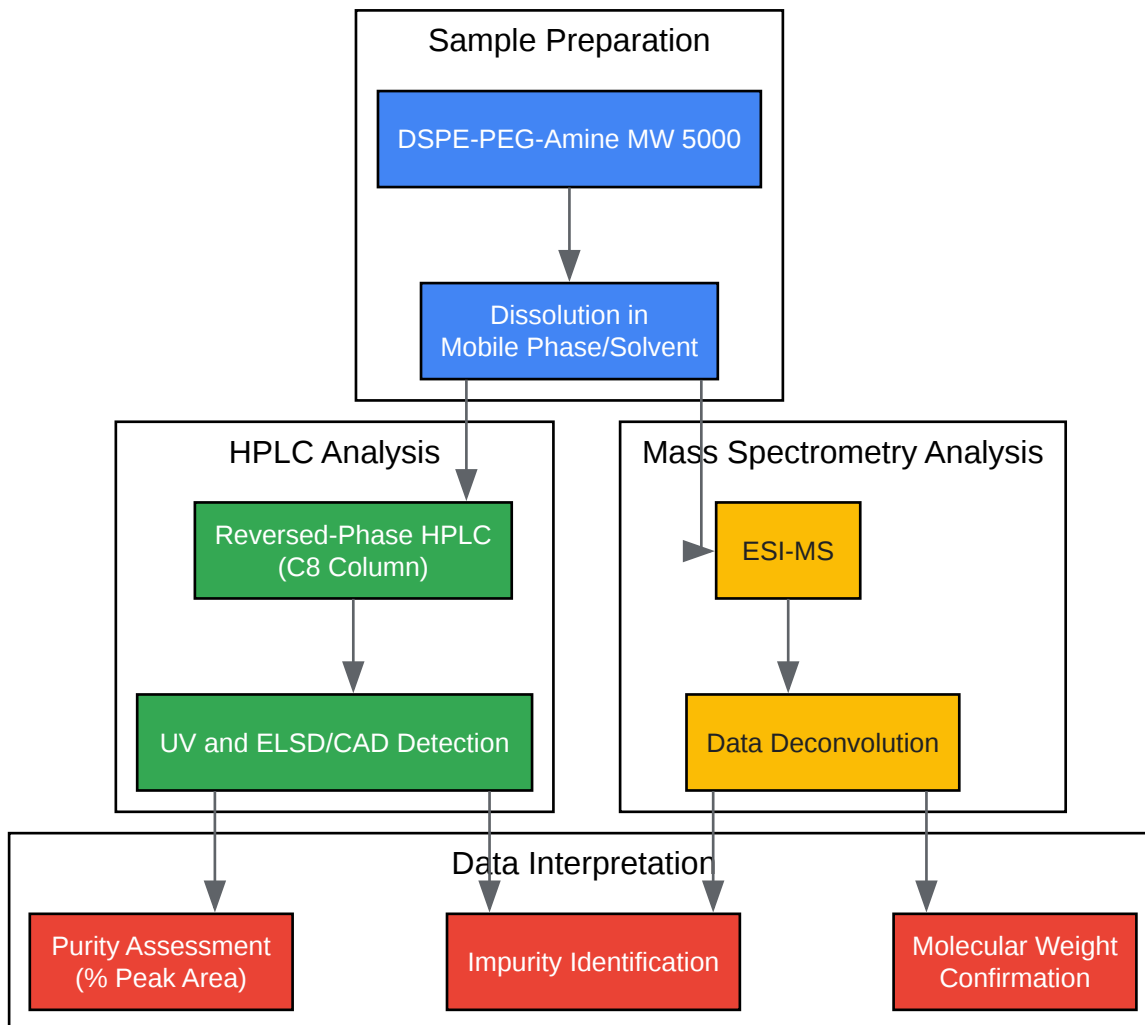 Sample Preparation
DSPE-PEG-Amine MW 5000
Dissolution in
Mobile Phase/Solvent
HPLC Analysis
Mass Spectrometry Analysis
Reversed-Phase HPLC
(C8 Column)
ESI-MS
UV and ELSD/CAD Detection
Data Deconvolution
Data Interpretation
Purity Assessment
(% Peak Area)
Impurity Identification
Molecular Weight
Confirmation